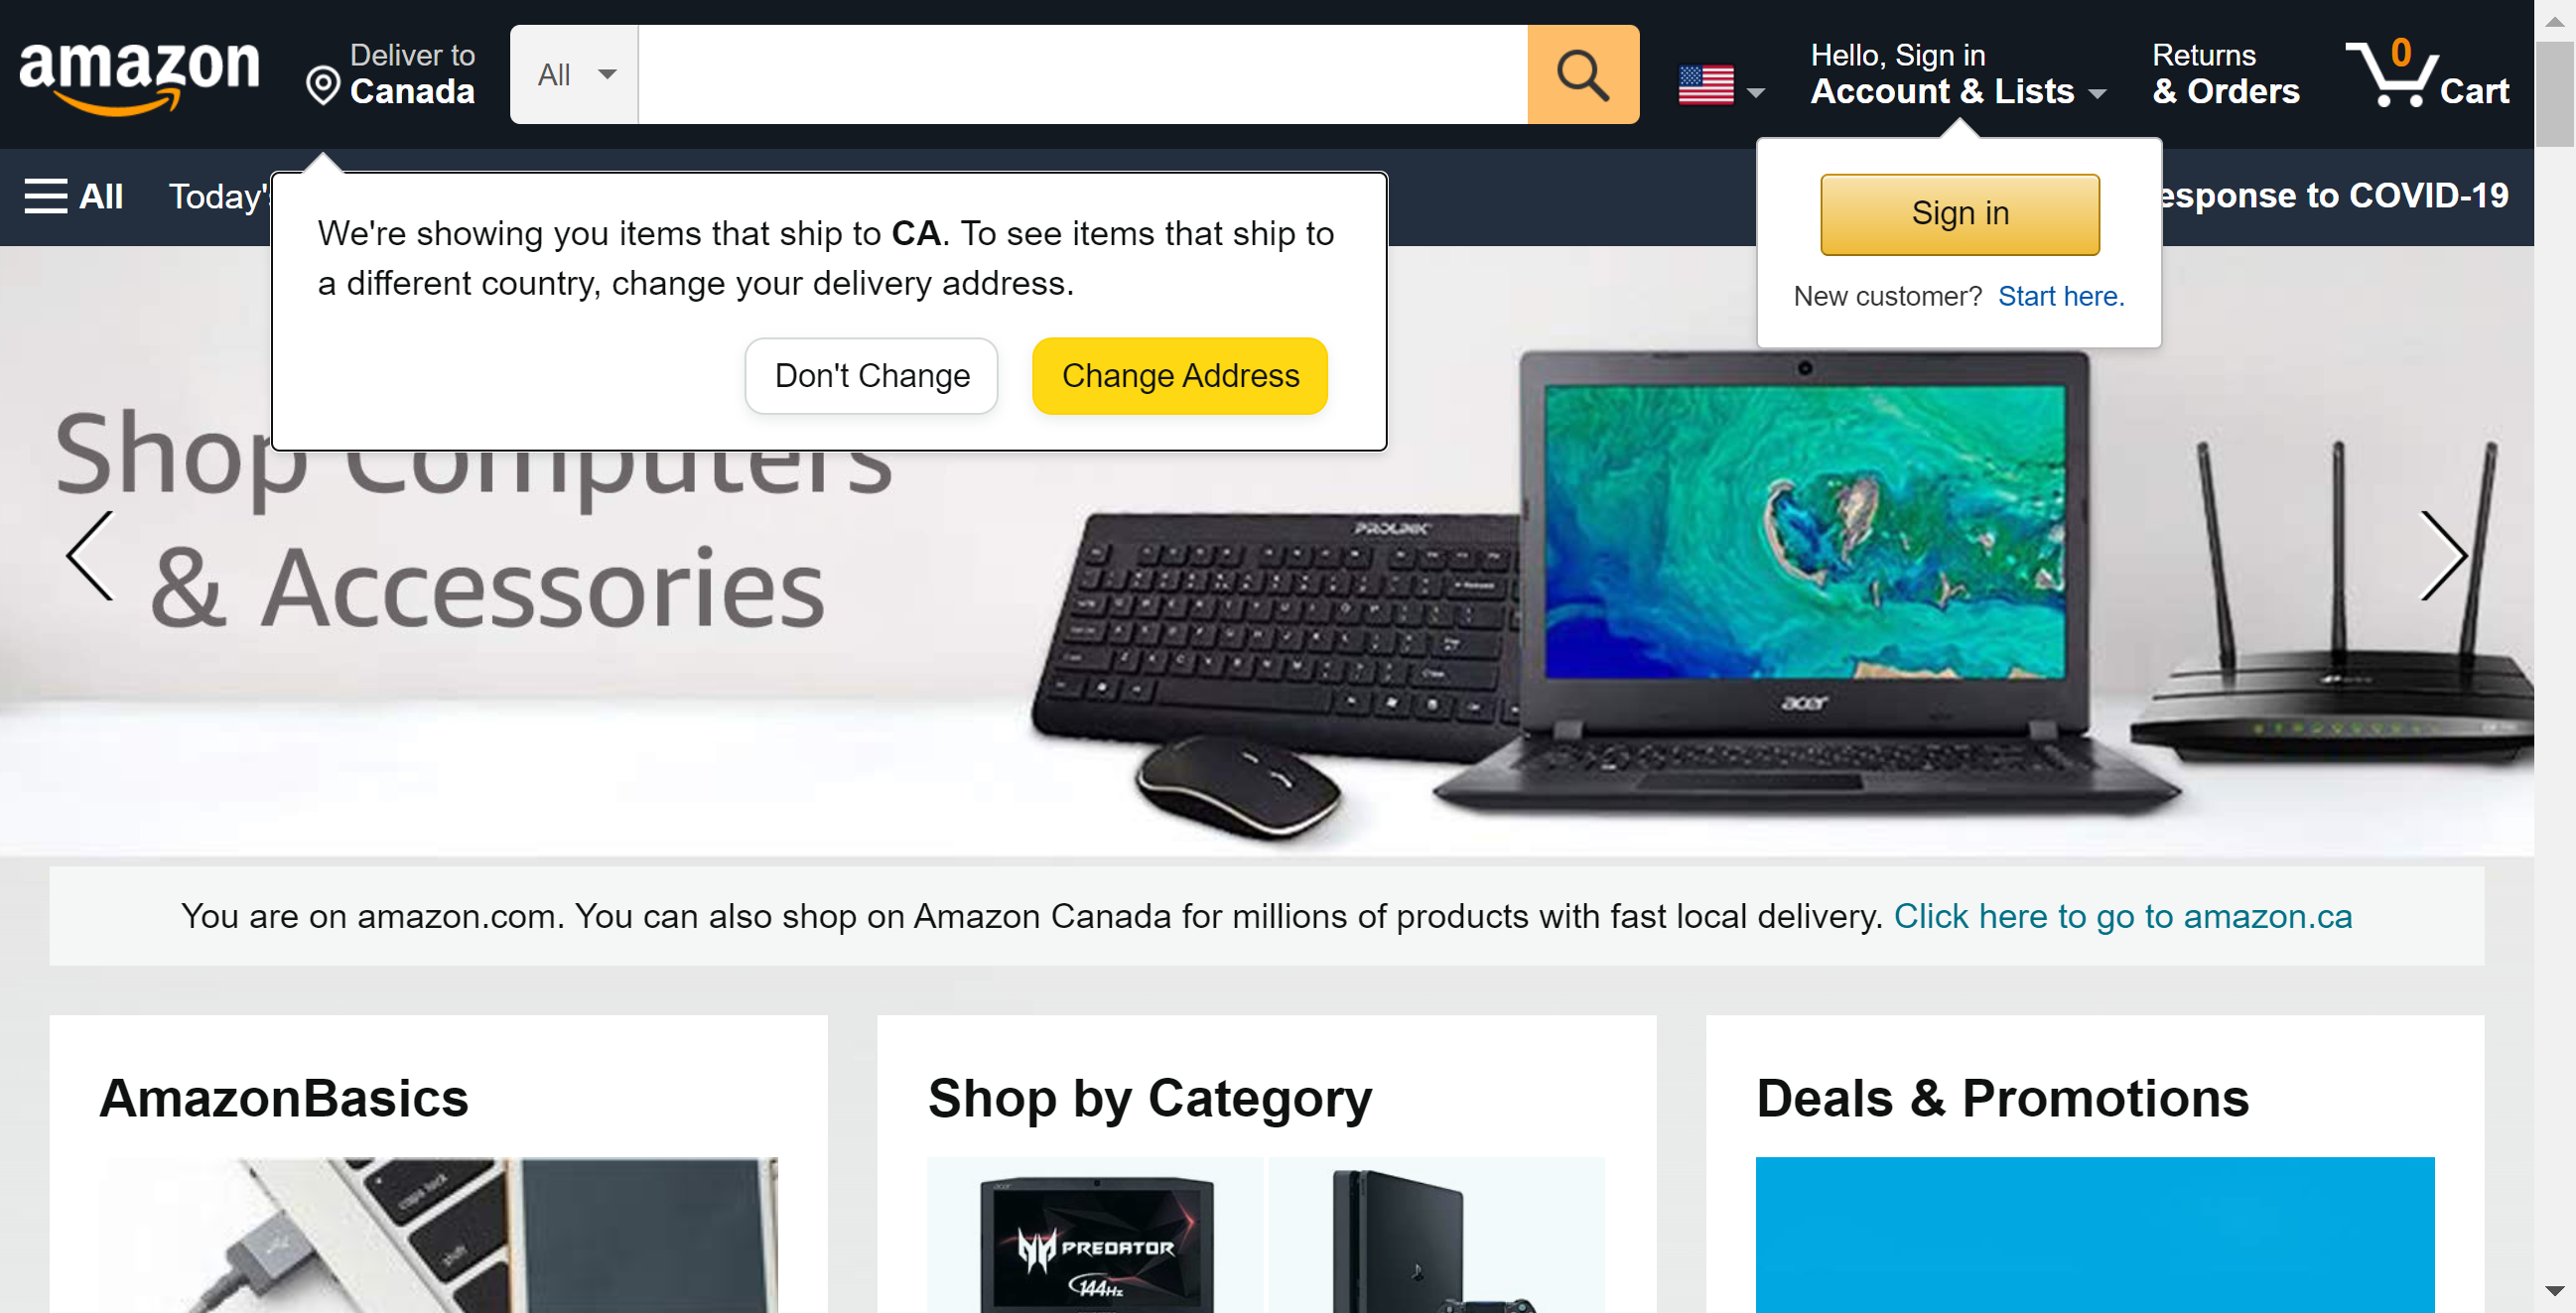 amazon
Deliver to
Canada
All
Hello, Sign in
Account & Lists
Returns
& Orders
0
Cart
All
Today's
esponse to COVID-19
We're showing you items that ship to CA. To see items that ship to
a different country, change your delivery address.
Don't Change
Change Address
Sign in
New customer? Start here.
Shop Computers
& Accessories
PROLINK
acer
You are on amazon.com. You can also shop on Amazon Canada for millions of products with fast local delivery. Click here to go to amazon.ca
AmazonBasics
Shop by Category
Deals & Promotions
caps lock
shift
acer
PREDATOR
144Hz